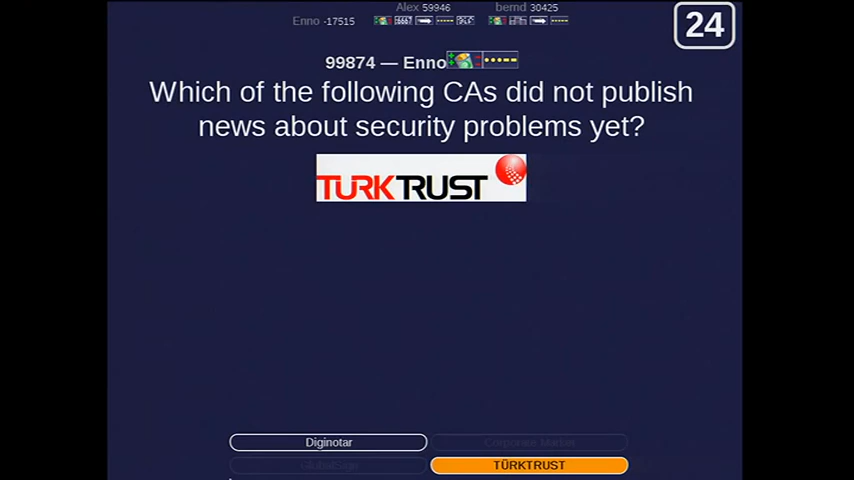 Alex 59946 bernd 30425
Enno -17515
24
99874 — Enno
Which of the following CAs did not publish
news about security problems yet?
TURKTRUST
Diginotar
GlobalSign
TÜRKTRUST